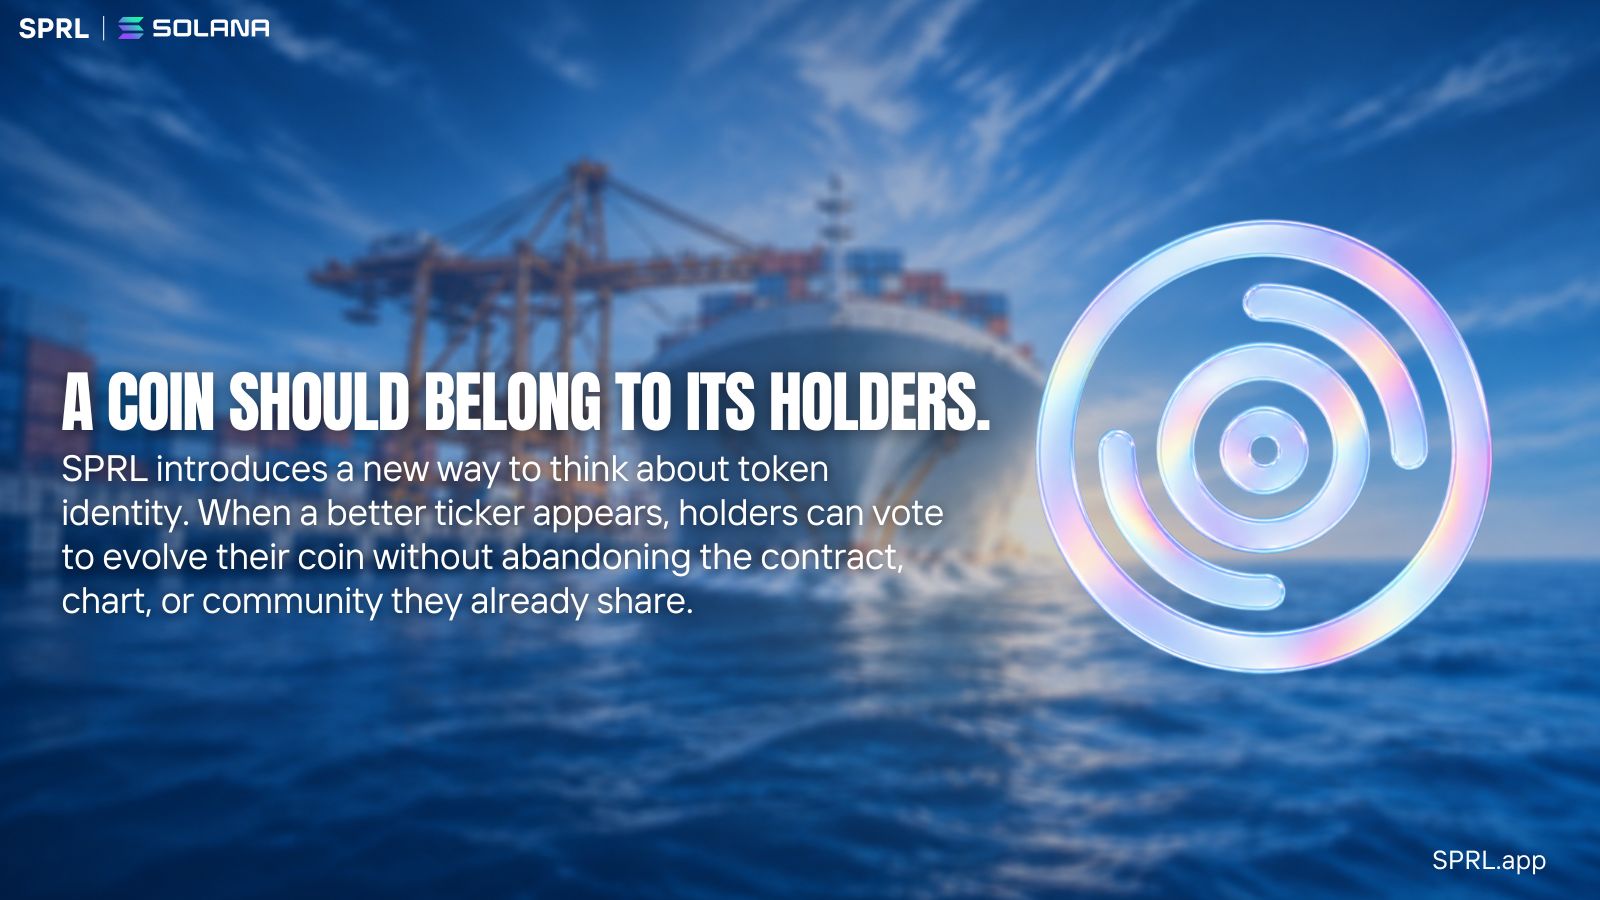 SPRL | SOLANA
A COIN SHOULD BELONG TO ITS HOLDERS.
SPRL introduces a new way to think about token
identity. When a better ticker appears, holders can vote
to evolve their coin without abandoning the contract,
chart, or community they already share.
SPRL.app